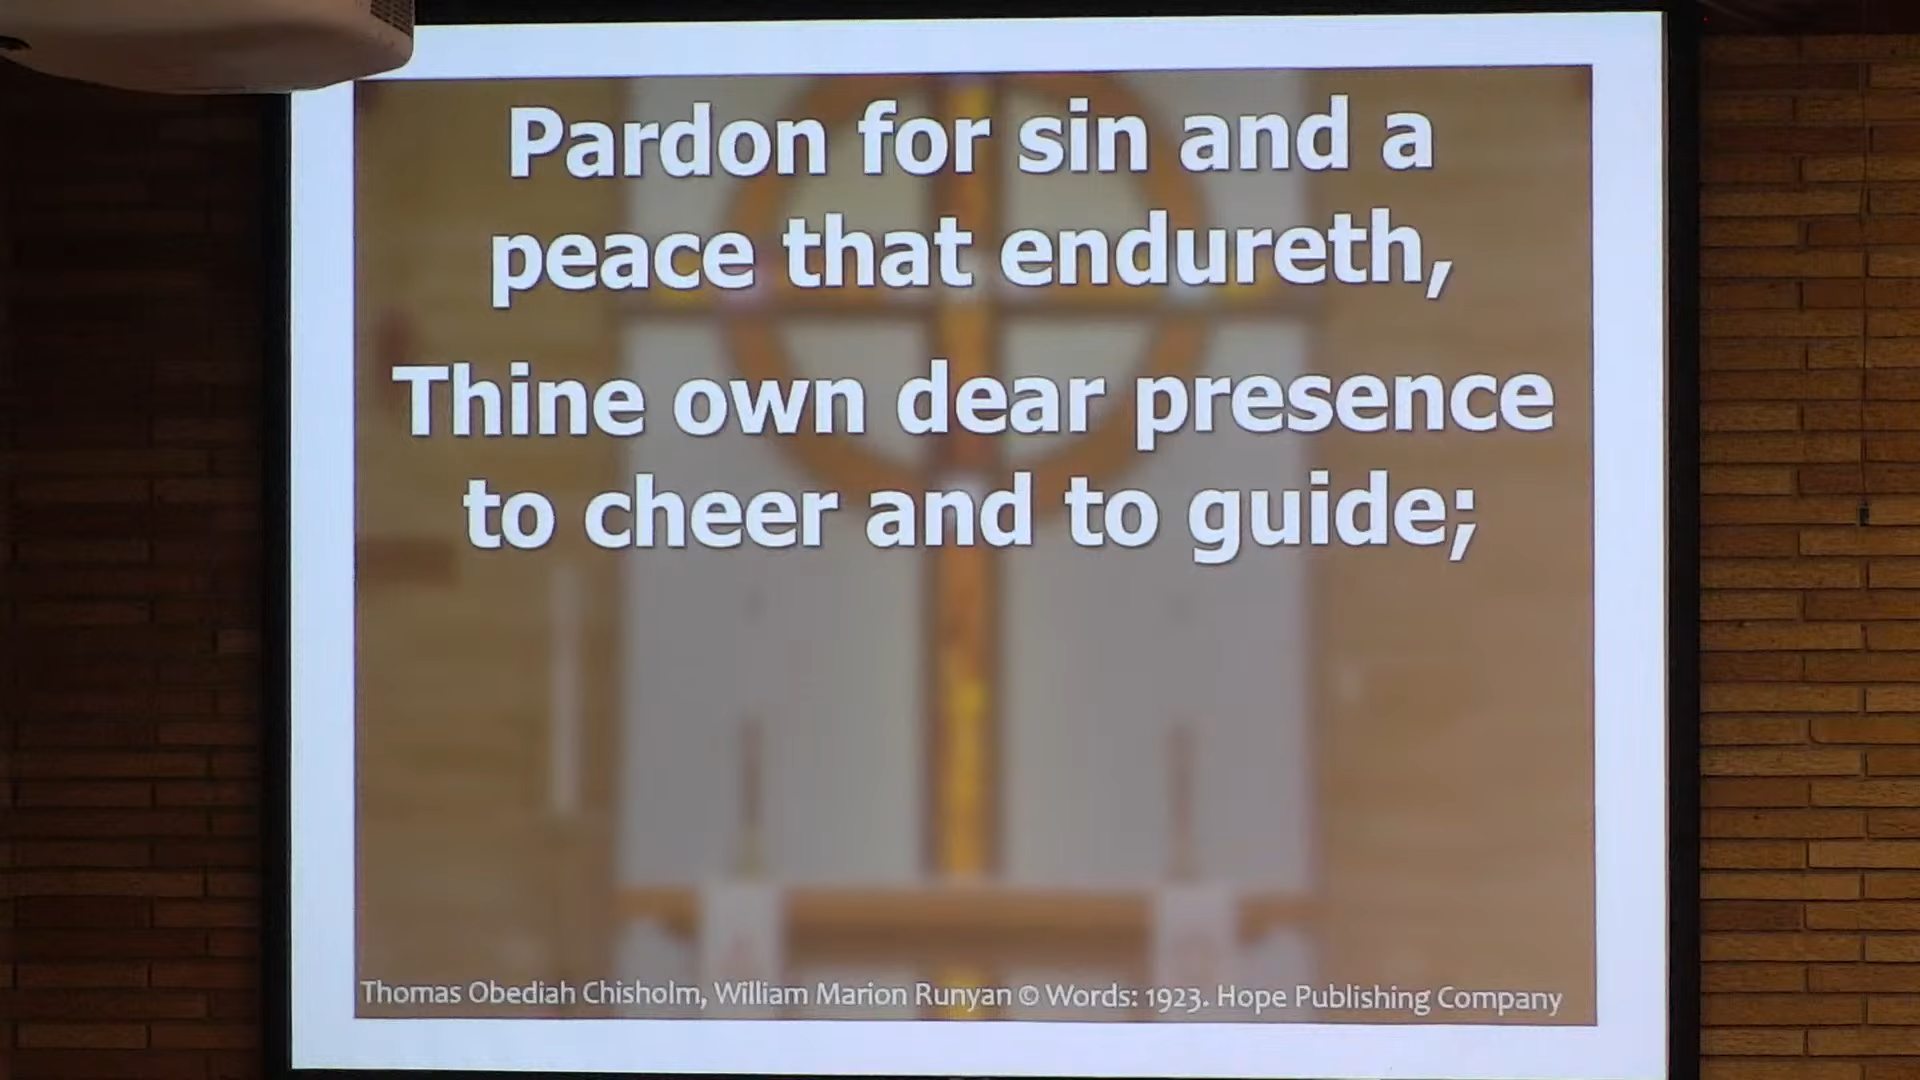 Pardon for sin and a
peace that endureth,
Thine own dear presence
to cheer and to guide;
Thomas Obediah Chisholm, William Marion Runyan © Words: 1923. Hope Publishing Company